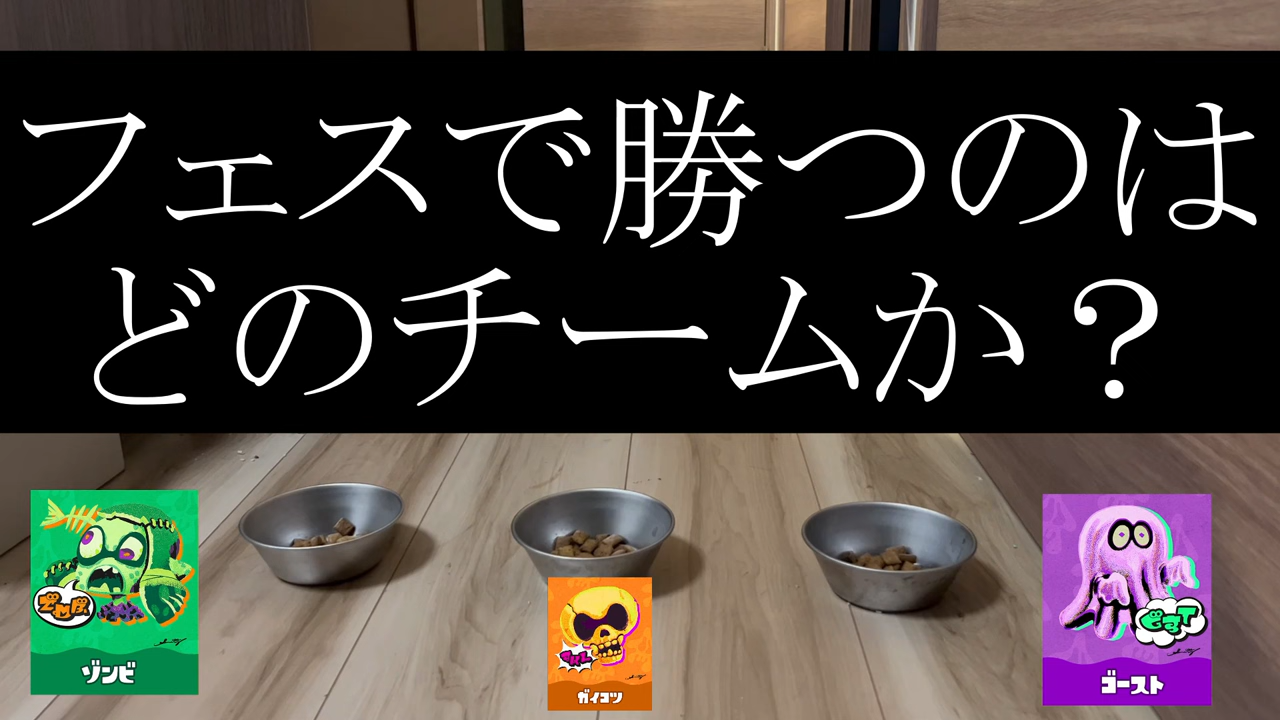 フェスで勝つのは
どのチームか？
ゾンビ
ガイコツ
ゴースト